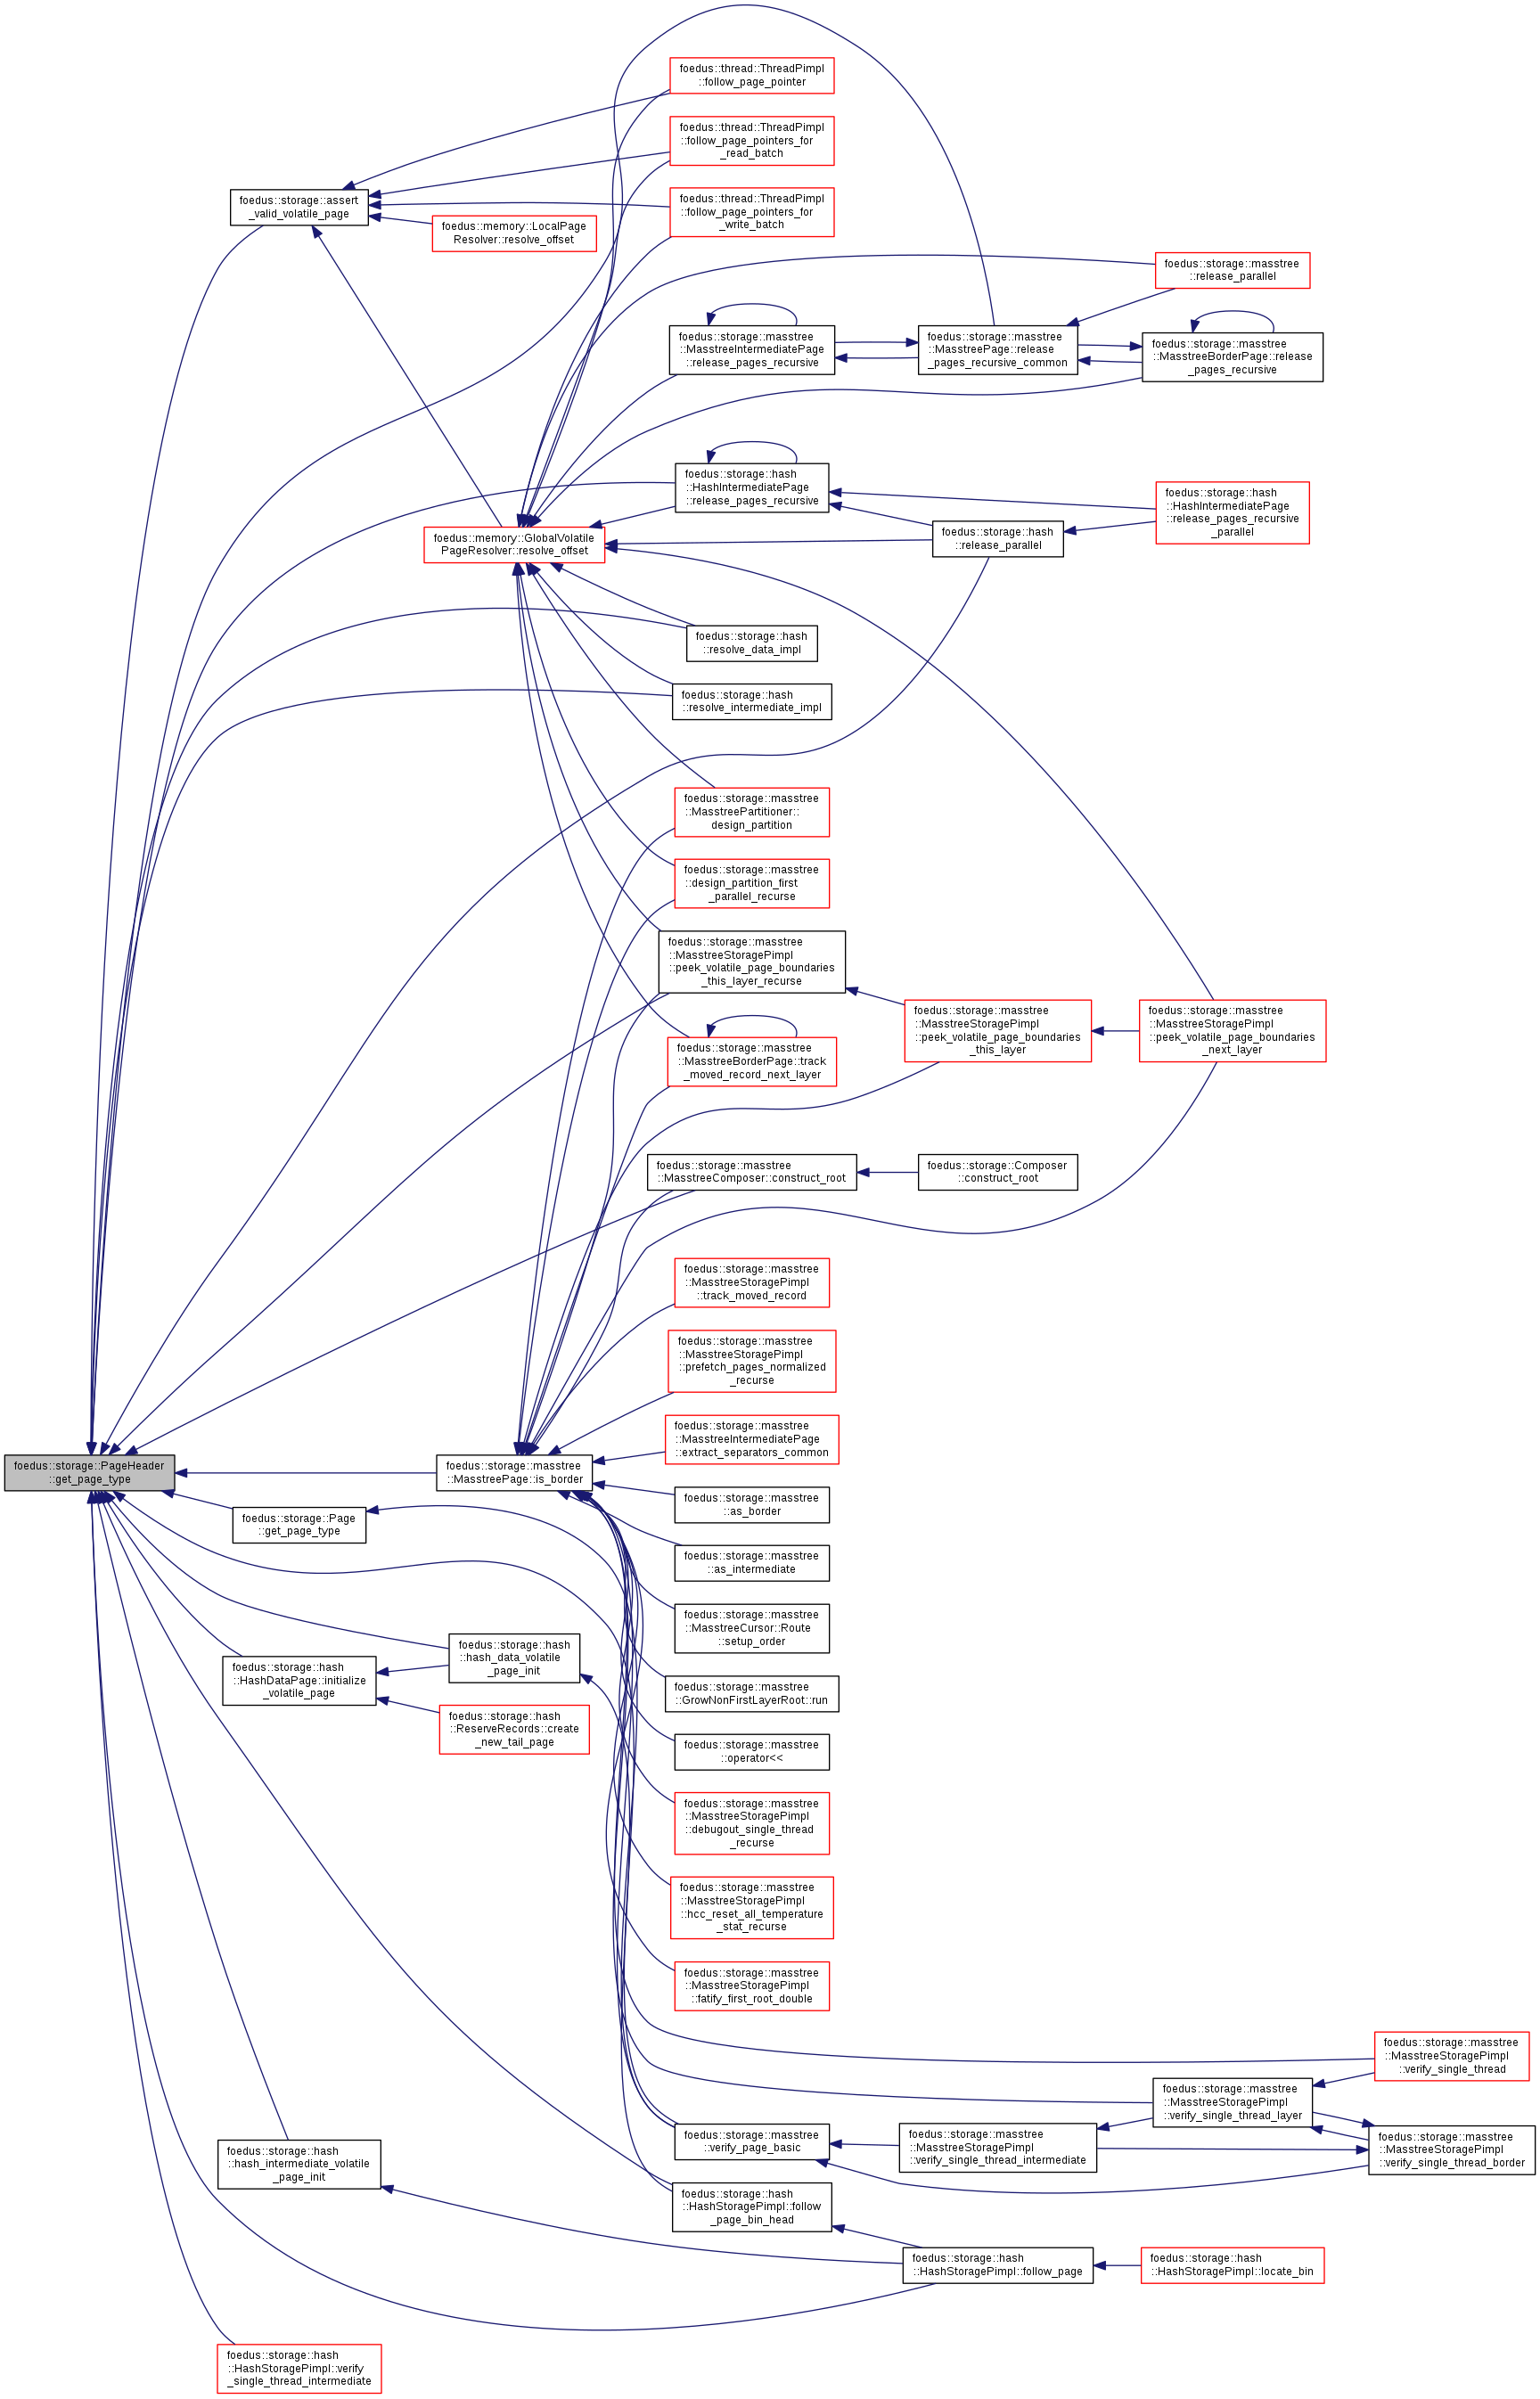 foedus::thread::ThreadPimpl
::follow_page_pointer
foedus::thread::ThreadPimpl
::follow_page_pointers_for
_read_batch
foedus::storage::assert
_valid_volatile_page
foedus::thread::ThreadPimpl
::follow_page_pointers_for
_write_batch
foedus::memory::LocalPage
Resolver::resolve_offset
foedus::storage::masstree
::release_parallel
foedus::storage::masstree
::MasstreeIntermediatePage
::release_pages_recursive
foedus::storage::masstree
::MasstreePage::release
_pages_recursive_common
foedus::storage::masstree
::MasstreeBorderPage::release
_pages_recursive
foedus::storage::hash
::HashIntermediatePage
::release_pages_recursive
foedus::storage::hash
::HashIntermediatePage
::release_pages_recursive
_parallel
foedus::memory::GlobalVolatile
PageResolver::resolve_offset
foedus::storage::hash
::release_parallel
foedus::storage::hash
::resolve_data_impl
foedus::storage::hash
::resolve_intermediate_impl
foedus::storage::masstree
::MasstreePartitioner::
design_partition
foedus::storage::masstree
::design_partition_first
_parallel_recurse
foedus::storage::masstree
::MasstreeStoragePimpl
::peek_volatile_page_boundaries
_this_layer_recurse
foedus::storage::masstree
::MasstreeStoragePimpl
::peek_volatile_page_boundaries
_this_layer
foedus::storage::masstree
::MasstreeStoragePimpl
::peek_volatile_page_boundaries
_next_layer
foedus::storage::masstree
::MasstreeBorderPage::track
_moved_record_next_layer
foedus::storage::masstree
::MasstreeComposer::construct_root
foedus::storage::Composer
::construct_root
foedus::storage::masstree
::MasstreeStoragePimpl
::track_moved_record
foedus::storage::masstree
::MasstreeStoragePimpl
::prefetch_pages_normalized
_recurse
foedus::storage::masstree
::MasstreeIntermediatePage
::extract_separators_common
foedus::storage::PageHeader
::get_page_type
foedus::storage::masstree
::MasstreePage::is_border
foedus::storage::masstree
::as_border
foedus::storage::Page
::get_page_type
foedus::storage::masstree
::as_intermediate
foedus::storage::masstree
::MasstreeCursor::Route
::setup_order
foedus::storage::hash
::hash_data_volatile
_page_init
foedus::storage::hash
::HashDataPage::initialize
_volatile_page
foedus::storage::masstree
::GrowNonFirstLayerRoot::run
foedus::storage::hash
::ReserveRecords::create
_new_tail_page
foedus::storage::masstree
::operator<<
foedus::storage::masstree
::MasstreeStoragePimpl
::debugout_single_thread
_recurse
foedus::storage::masstree
::MasstreeStoragePimpl
::hcc_reset_all_temperature
_stat_recurse
foedus::storage::masstree
::MasstreeStoragePimpl
::fatify_first_root_double
foedus::storage::masstree
::MasstreeStoragePimpl
::verify_single_thread
foedus::storage::masstree
::MasstreeStoragePimpl
::verify_single_thread_layer
foedus::storage::masstree
::verify_page_basic
foedus::storage::masstree
::MasstreeStoragePimpl
::verify_single_thread_intermediate
foedus::storage::masstree
::MasstreeStoragePimpl
::verify_single_thread_border
foedus::storage::hash
::hash_intermediate_volatile
_page_init
foedus::storage::hash
::HashStoragePimpl::follow
_page_bin_head
foedus::storage::hash
::HashStoragePimpl::follow_page
foedus::storage::hash
::HashStoragePimpl::locate_bin
foedus::storage::hash
::HashStoragePimpl::verify
_single_thread_intermediate